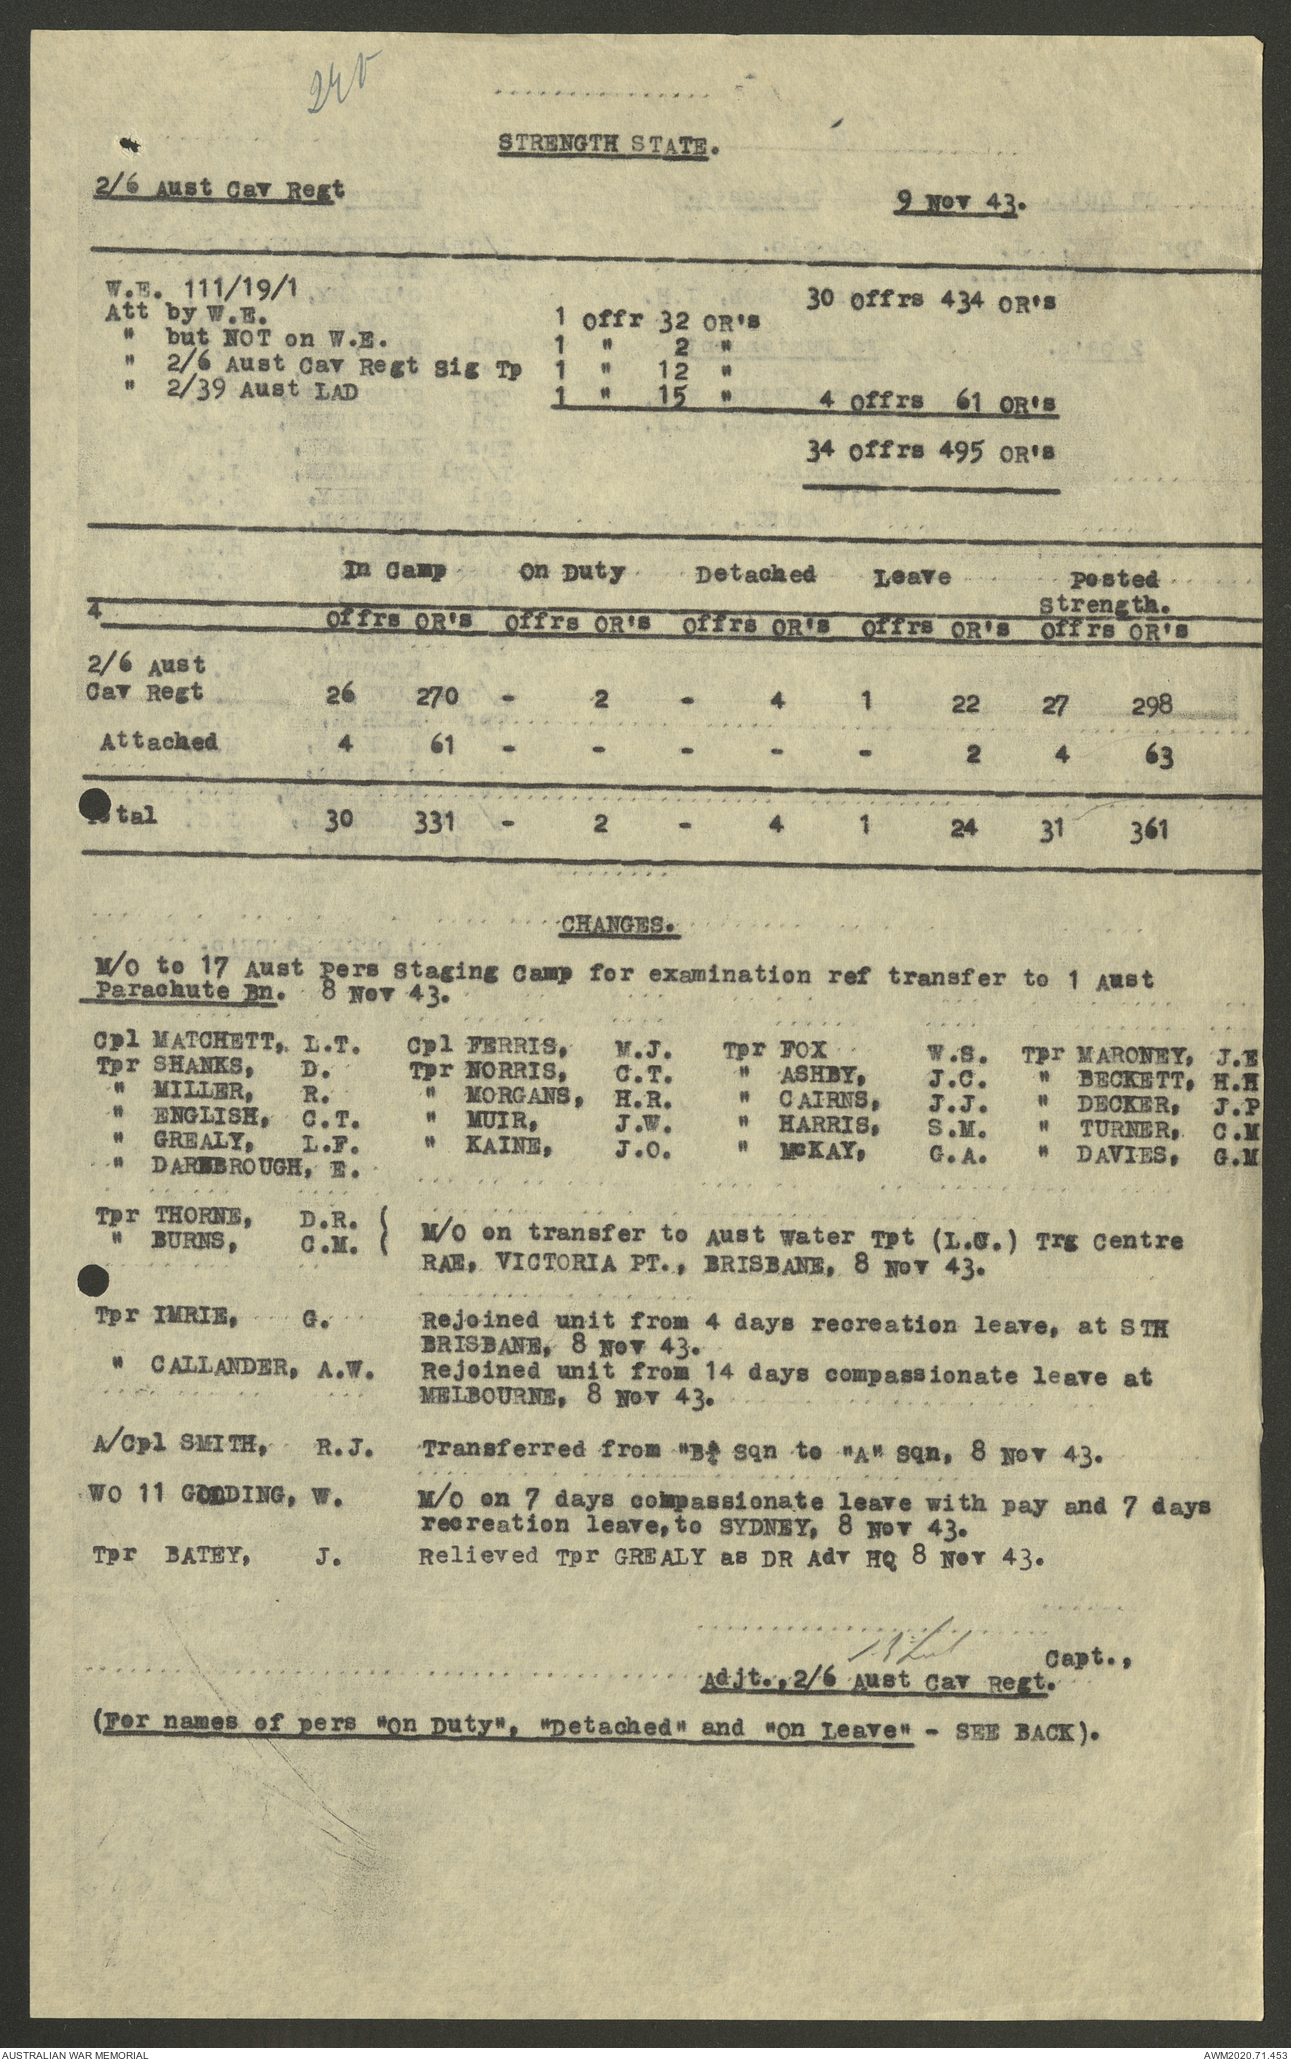 STRENGTH STATE.
2/6 Aust Cav Regt 9 Nov 43.
W.E. 111/19/1 30 Offrs 434 OR's
Att by W.E. 1 Offr 32 OR's
" but NOT on W.E. 1 " 2 "
" 2/6 Aust Cav Regt Sig Tp 1 " 12 "
" 2/39 Aust LAD 1 " 15 " 4 Offrs 61 OR's
34 Offrs 495 OR's
In Camp On Duty Detached Leave Posted
Strength.
4 Offrs OR's Offrs OR's Offrs OR's Offrs OR's Offrs OR's
2/6 Aust
Cav Regt 26 270 - 2 - 4 1 22 27 298
Attached 4 61 - - - - - 2 4 63
tal 30 331 - 2 - 4 1 24 31 361
CHANGES.
M/O to 17 Aust Pers Staging Camp for examination ref transfer to 1 Aust
Parachute Bn. 8 Nov 43.
Cpl MATCHETT, L.T. Cpl FERRIS, M.J. Tpr FOX W.S. Tpr MARONEY, J.E
Tpr SHANKS, D. Tpr NORRIS, C.T. " ASHBY, J.C. " BECKETT, H.H
" MILLER, R. " MORGANS, H.R. " CAIRNS, J.J. " DECKER, J.P
" ENGLISH, C.T. " MUIR, J.W. " HARRIS, S.M. " TURNER, C.M
" GREALY, L.F. " KAINE, J.O. " McKAY, G.A. " DAVIES, G.M
" E.
Tpr THORNE, D.R. (
" BURNS, C.M. ( M/O on transfer to Aust Water Tpt (L.C.) Trg Centre
RAE, VICTORIA PT., BRISBANE, 8 Nov 43.
Tpr IMRIE, G. Rejoined unit from 4 days recreation leave, at STH
BRISBANE, 8 Nov 43.
" CALLANDER, A.W. Rejoined unit from 14 days compassionate leave at
MELBOURNE, 8 Nov 43.
A/Cpl SMITH, R.J. Transferred from "B" Sqn to "A" Sqn, 8 Nov 43.
WO 11 W. M/O on 7 days compassionate leave with pay and 7 days
recreation leave, to SYDNEY, 8 Nov 43.
Tpr BATEY, J. Relieved Tpr GREALY as DR Adv HQ 8 Nov 43.
Capt.,
Adjt., 2/6 Aust Cav Regt.
(For names of pers "On Duty", "Detached" and "On Leave" - SEE BACK).
AUSTRALIAN WAR MEMORIAL AWM2020.71.453